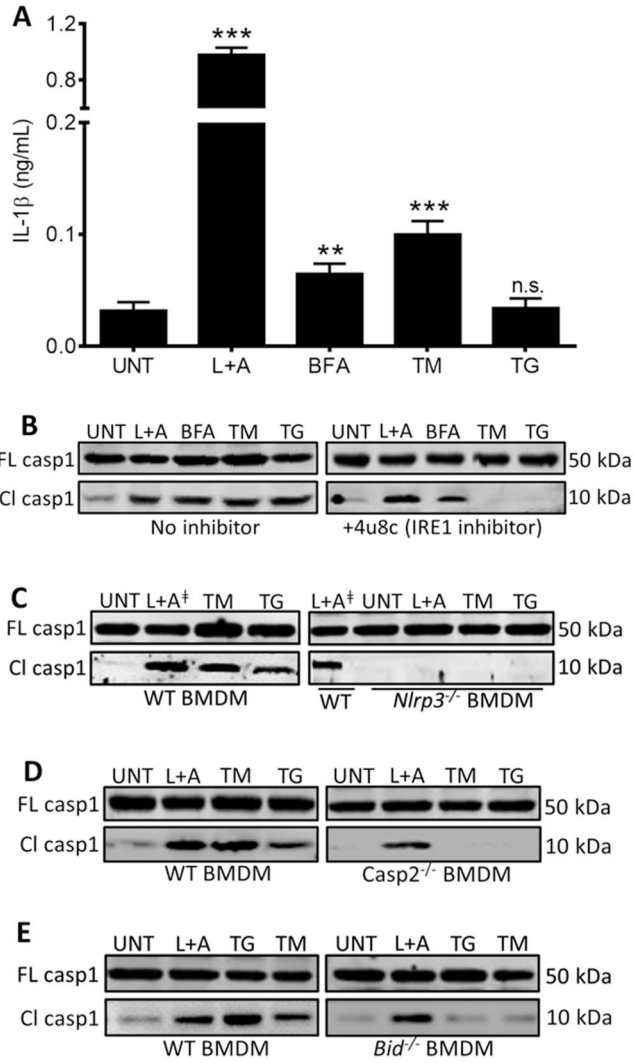 A
1.2
***
0.8
0.2
IL-1β (ng/mL)
***
0.1
**
n.s.
0.0
UNT L+A BFA TM TG
B
UNT L+A BFA TM TG UNT L+A BFA TM TG
FL casp1 50 kDa
Cl casp1 10 kDa
No inhibitor +4u8c (IRE1 inhibitor)
C
UNT L+A‡ TM TG L+A‡ UNT L+A TM TG
FL casp1 50 kDa
Cl casp1 10 kDa
WT BMDM WT Nlrp3-/- BMDM
D
UNT L+A TM TG UNT L+A TM TG
FL casp1 50 kDa
Cl casp1 10 kDa
WT BMDM Casp2-/- BMDM
E
UNT L+A TG TM UNT L+A TG TM
FL casp1 50 kDa
Cl casp1 10 kDa
WT BMDM Bid-/- BMDM